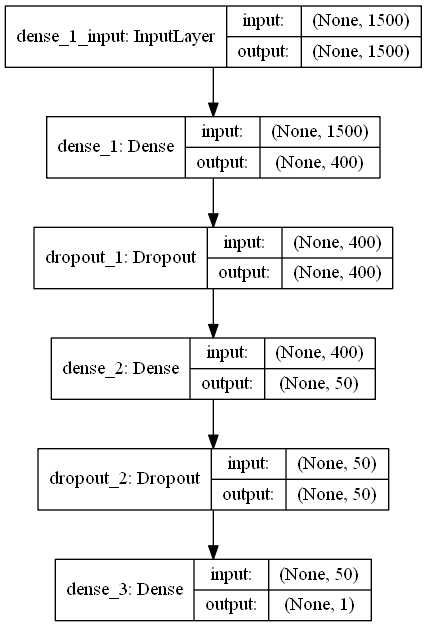 dense_1_input: InputLayer
input: (None, 1500)
output: (None, 1500)
dense_1: Dense
input: (None, 1500)
output: (None, 400)
dropout_1: Dropout
input: (None, 400)
output: (None, 400)
dense_2: Dense
input: (None, 400)
output: (None, 50)
dropout_2: Dropout
input: (None, 50)
output: (None, 50)
dense_3: Dense
input: (None, 50)
output: (None, 1)